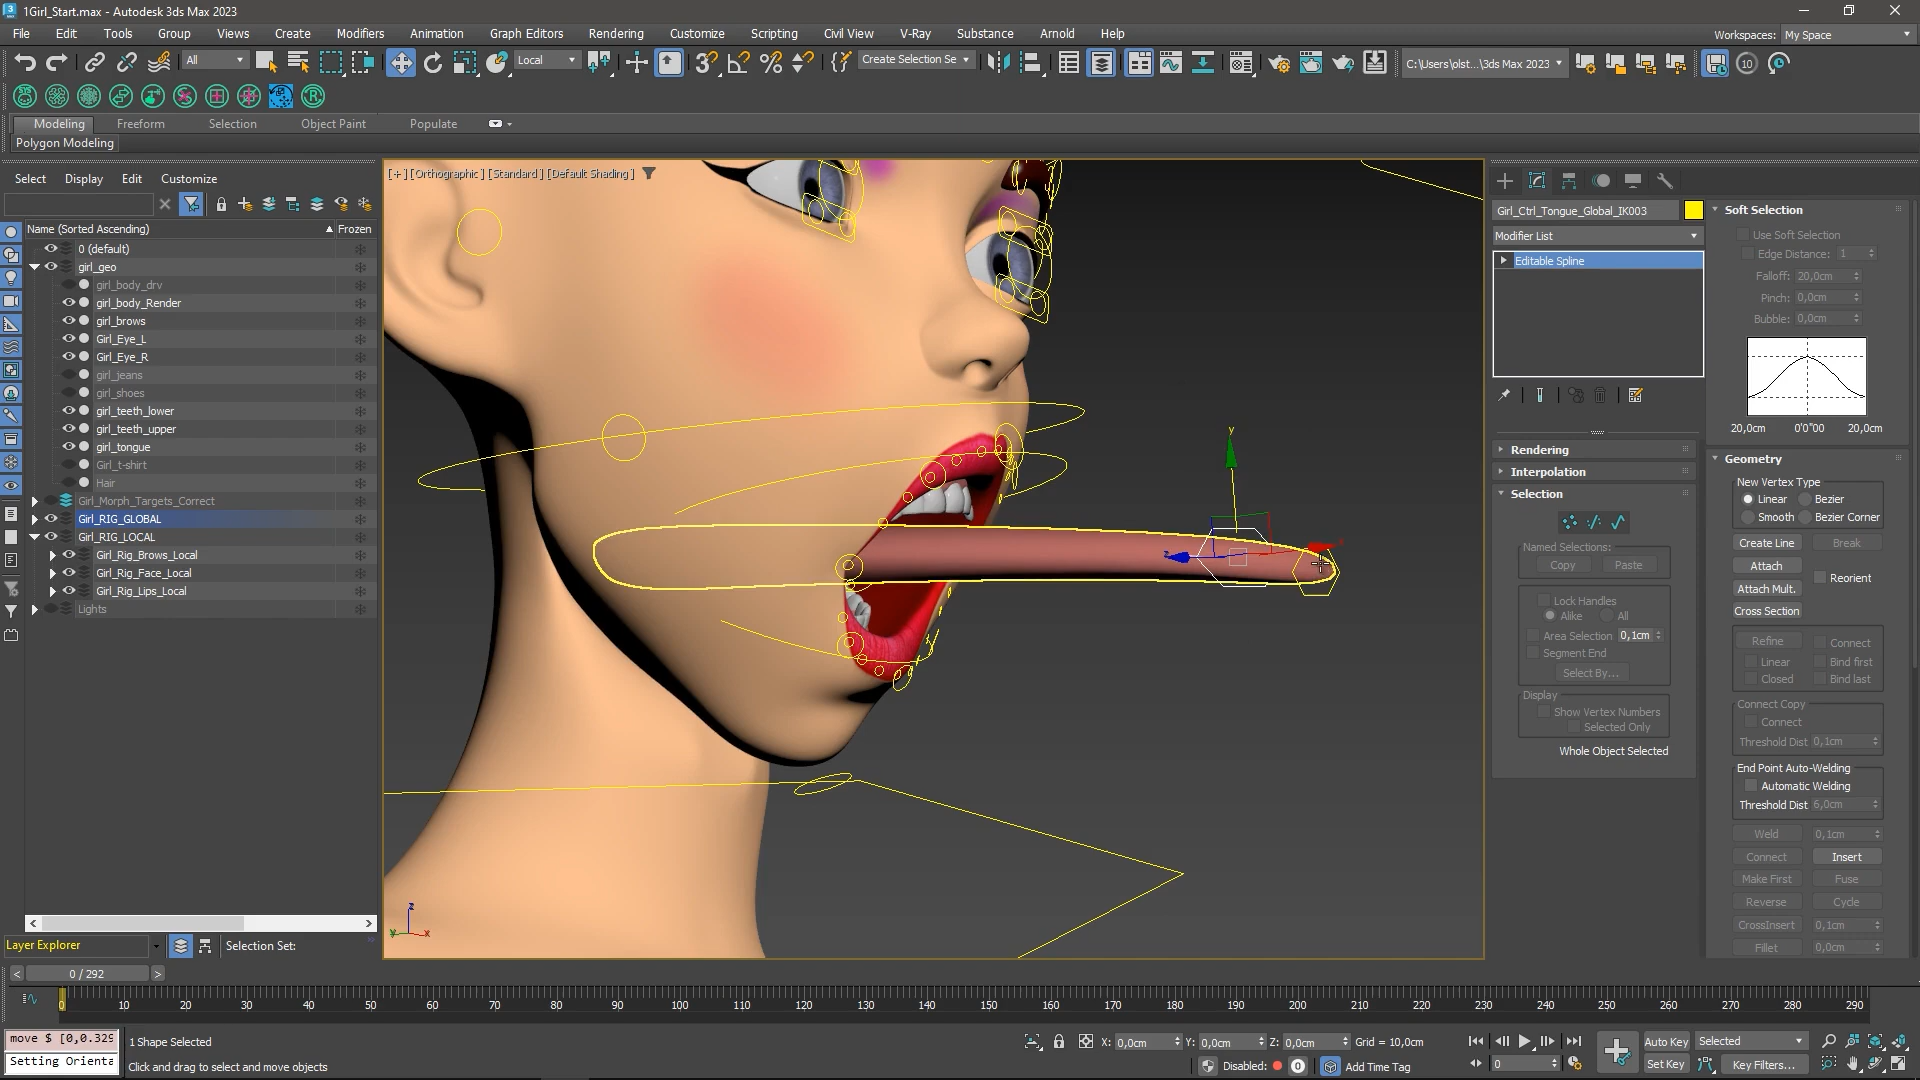 1Girl_Start.max - Autodesk 3ds Max 2023
File Edit Tools Group Views Create Modifiers Animation Graph Editors Rendering Customize Scripting Civil View V-Ray Substance Arnold Help
Workspaces: My Space
All
Local
Create Selection Se
C:\Users\olst...\3ds Max 2023
10
Modeling Freeform Selection Object Paint Populate
Polygon Modeling
Select Display Edit Customize
Name (Sorted Ascending) Frozen
0 (default)
girl_geo
girl_body_drv
girl_body_Render
girl_brows
Girl_Eye_L
Girl_Eye_R
girl_jeans
girl_shoes
girl_teeth_lower
girl_teeth_upper
girl_tongue
Girl_t-shirt
Hair
Girl_Morph_Targets_Correct
Girl_RIG_GLOBAL
Girl_RIG_LOCAL
Girl_Rig_Brows_Local
Girl_Rig_Face_Local
Girl_Rig_Lips_Local
Lights
Layer Explorer
Selection Set:
[+] [Orthographic] [Standard] [Default Shading]
y
z
z
y x
Girl_Ctrl_Tongue_Global_IK003
Modifier List
Editable Spline
Rendering
Interpolation
Selection
Named Selections:
Copy Paste
Lock Handles
Alike All
Area Selection 0,1cm
Segment End
Select By...
Display
Show Vertex Numbers
Selected Only
Whole Object Selected
Soft Selection
Use Soft Selection
Edge Distance: 1
Falloff: 20,0cm
Pinch: 0,0cm
Bubble: 0,0cm
20,0cm 0'0"00 20,0cm
Geometry
New Vertex Type
Linear Bezier
Smooth Bezier Corner
Create Line Break
Attach
Reorient
Attach Mult.
Cross Section
Refine Connect
Linear Bind first
Closed Bind last
Connect Copy
Connect
Threshold Dist 0,1cm
End Point Auto-Welding
Automatic Welding
Threshold Dist 6,0cm
Weld 0,1cm
Connect Insert
Make First Fuse
Reverse Cycle
CrossInsert 0,1cm
Fillet 0,0cm
< 0 / 292 >
0 10 20 30 40 50 60 70 80 90 100 110 120 130 140 150 160 170 180 190 200 210 220 230 240 250 260 270 280 290
move $ [0,0.329
Setting Orienta
1 Shape Selected
Click and drag to select and move objects
X: 0,0cm Y: 0,0cm Z: 0,0cm Grid = 10,0cm
Disabled: 0 Add Time Tag
0
Auto Key Selected
Set Key Key Filters...